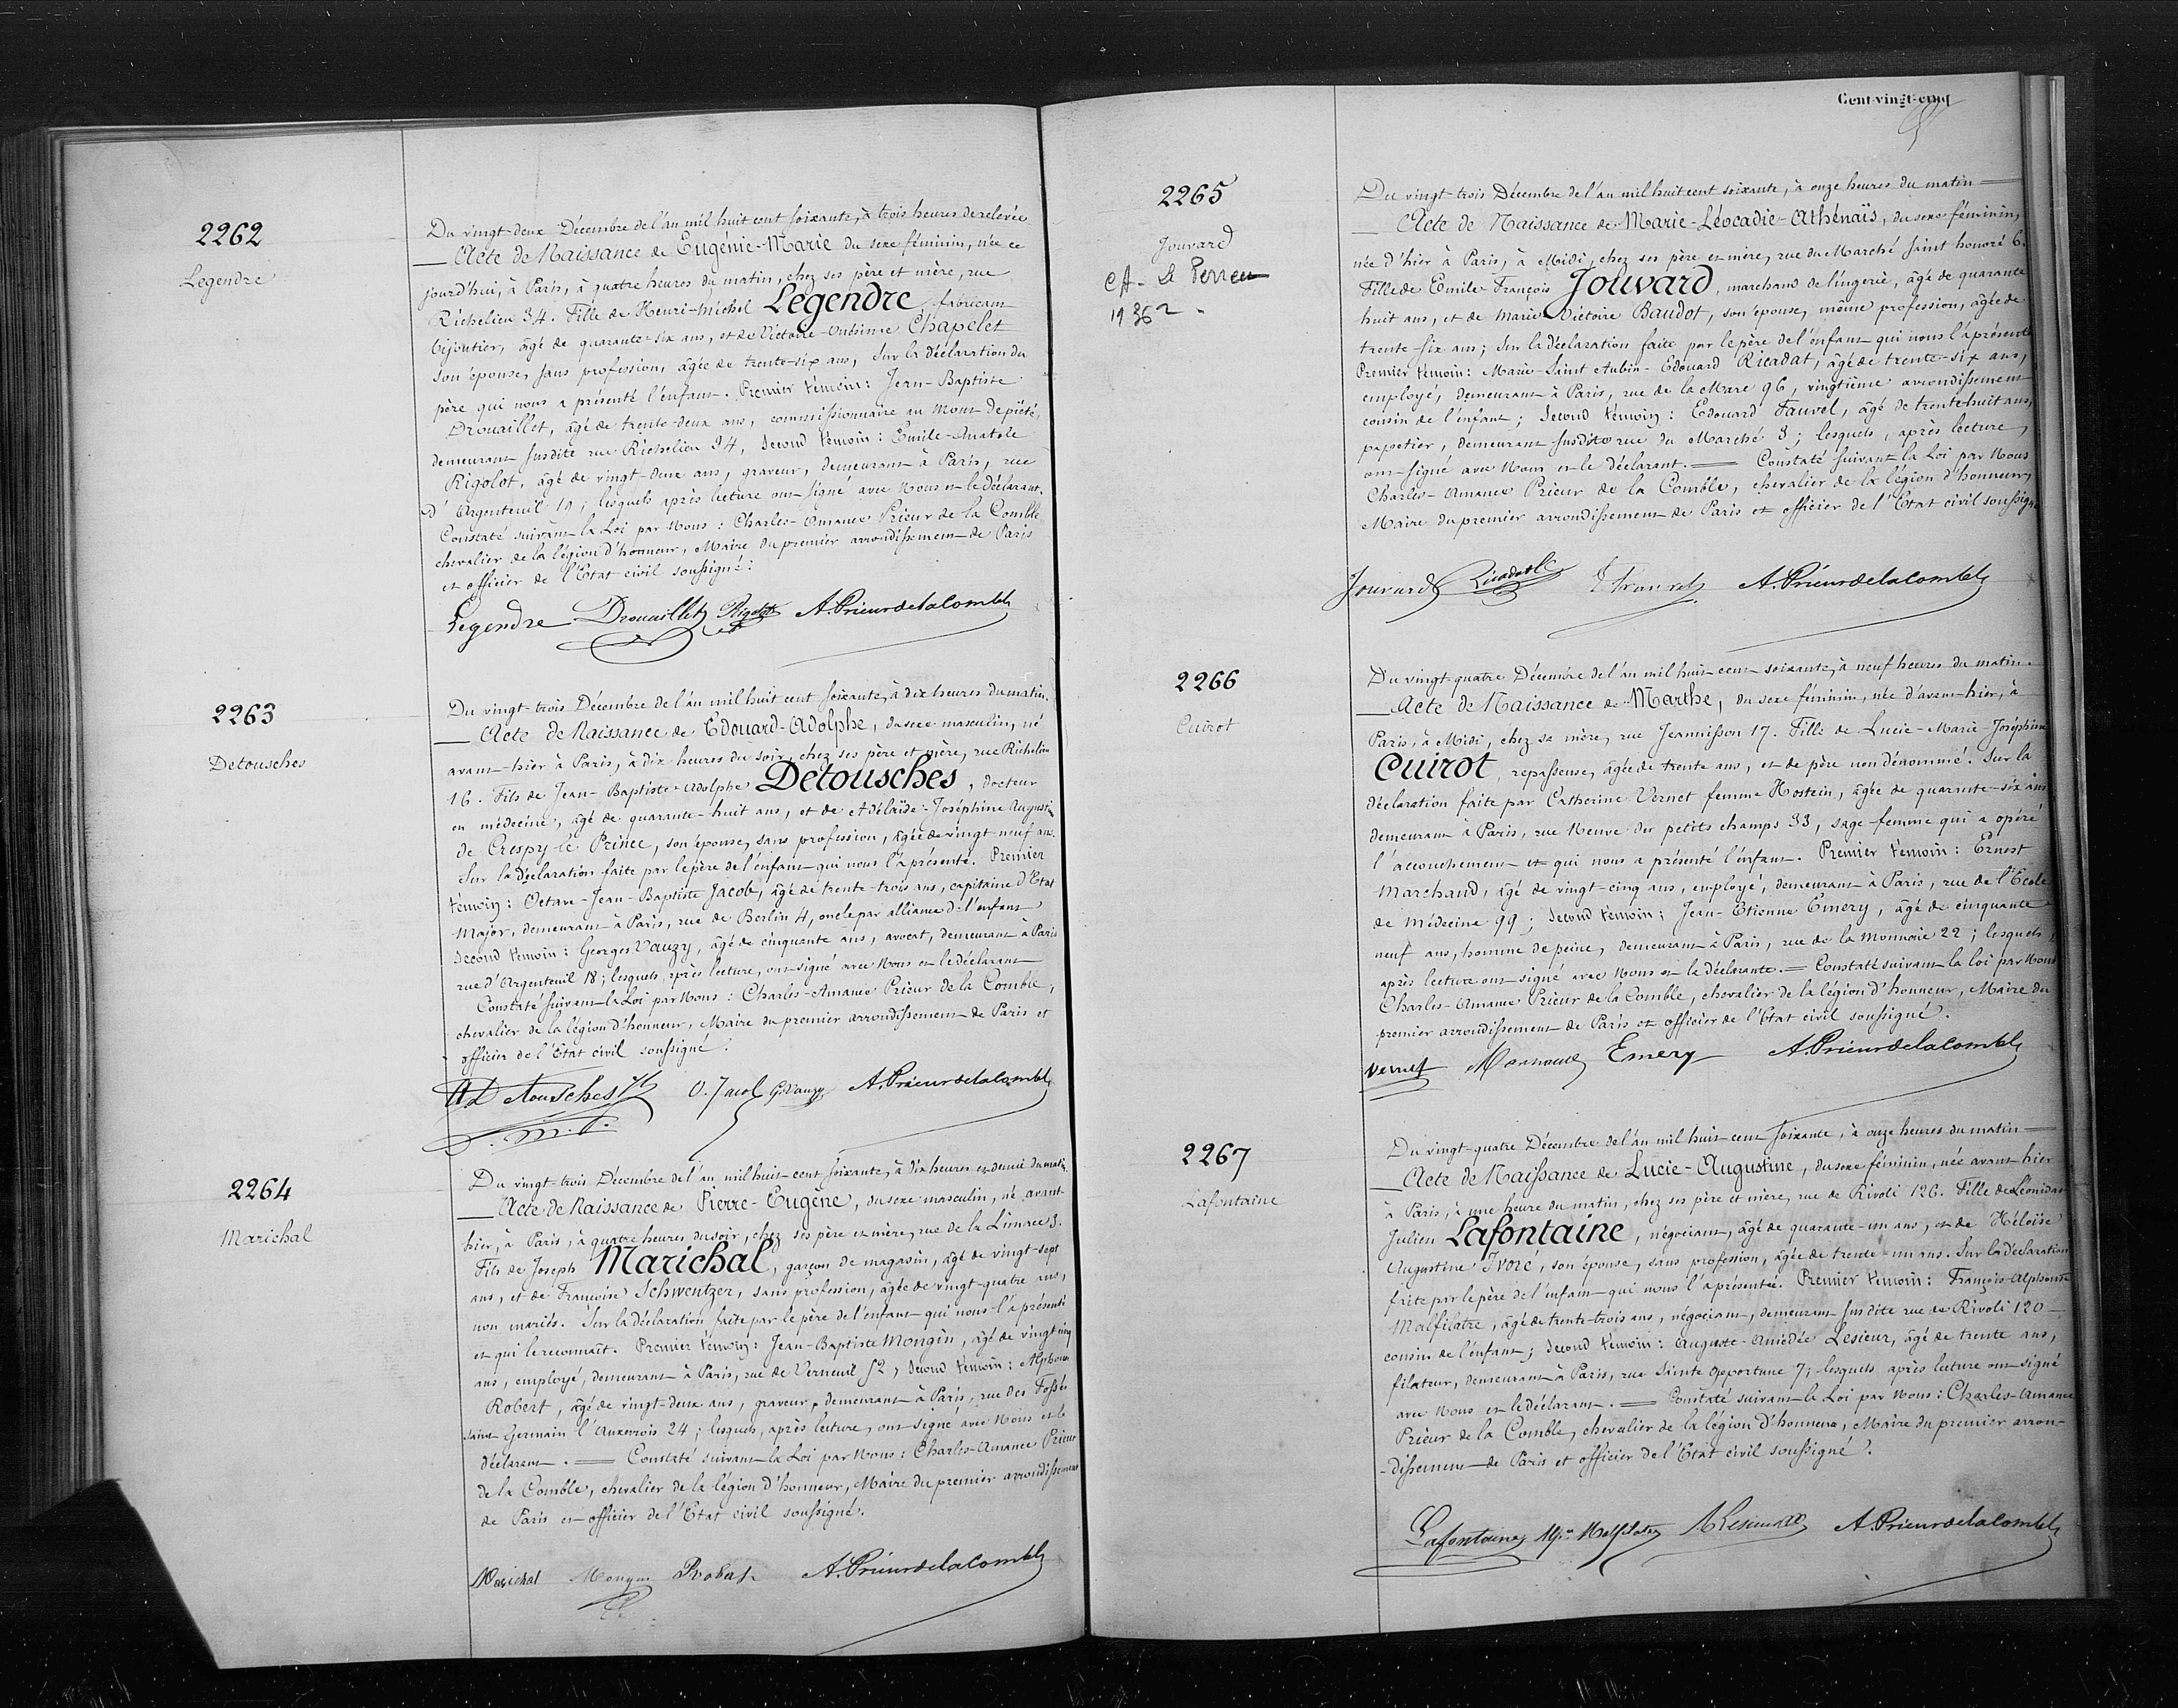 2262
Legendre
Du vingt-deux Décembre de l'an mil huit cent soixante, à trois heures de relevée
Acte de Naissance de Eugénie-Marie du sexe féminin, née ce
jourd'hui, à Paris, à quatre heures du matin, chez ses père et mère, rue
Richelieu 34. Fille de Henri-Michel Legendre, fabricant
bijoutier, âgé de quarante-six ans, et de Victoire Chapelet
son épouse, sans profession, âgée de trente-six ans, Sur la déclaration du
père qui nous a présenté l'enfant. Premier témoin: Jean-Baptiste
Drouaillet, âgé de trente-deux ans, commissionnaire au Mont de piété,
demeurant susdite rue Richelieu 34, Second témoin: Emile-Anatole
Rigolot, âgé de vingt-deux ans, graveur, demeurant à Paris, rue
d'Argenteuil 19; lesquels après lecture ont signé avec Nous et le déclarant.
Constaté suivant la Loi par Nous: Charles-Amance Prieur de la Comble
chevalier de la légion d'honneur, Maire du premier arrondissement de Paris
et officier de l'Etat civil soussigné:
Legendre Drouaillet Rigolot A. Prieur de la Comble
2263
Detousches
Du vingt-trois Décembre de l'an mil huit cent soixante, à dix heures du matin.
Acte de Naissance de Edouard-Adolphe, du sexe masculin, né
avant-hier à Paris, à dix heures du soir, chez ses père et mère, rue Richelieu
16. Fils de Jean-Baptiste-Adolphe Detousches, docteur
en médecine, âgé de quarante-huit ans, et de Adélaïde-Joséphine Augustine
de Crespy le Prince, son épouse, sans profession, âgée de vingt neuf ans.
Sur la déclaration faite par le père de l'enfant qui nous l'a présenté. Premier
témoin: Octave-Jean-Baptiste Jacob, âgé de trente-trois ans, capitaine d'Etat
Major, demeurant à Paris, rue de Berlin 4, oncle par alliance de l'enfant
Second témoin: Georges Vauzy, âgé de cinquante ans, avocat, demeurant à Paris
rue d'Argenteuil 18; lesquels, après lecture, ont signé avec Nous et le déclarant
Constaté suivant la Loi par Nous: Charles-Amance Prieur de la Comble,
chevalier de la légion d'honneur, Maire du premier arrondissement de Paris et
officier de l'Etat civil soussigné.
A. Detousches O. Jacob G. Vauzy A. Prieur de la Comble
2264
Marichal
Du vingt-trois Décembre de l'an mil huit-cent soixante, à dix heures et demie du matin
Acte de Naissance de Pierre-Eugène, du sexe masculin, né avant-
hier, à Paris, à quatre heures du soir, chez ses père et mère, rue de la Limace 3.
Fils de Joseph Marichal, garçon de magasin, âgé de vingt-sept
ans, et de Françoise Schwentzer, sans profession, âgée de vingt-quatre ans,
non mariés. Sur la déclaration faite par le père de l'enfant qui nous l'a présenté
et qui le reconnaît. Premier témoin: Jean-Baptiste Mongin, âgé de vingt cinq
ans, employé, demeurant à Paris, rue de Verneuil 52, Second témoin: Alphonse
Robert, âgé de vingt-deux ans, graveur, demeurant à Paris, rue des Fossés
Saint-Germain l'Auxerrois 24; lesquels, après lecture, ont signé avec Nous et le
déclarant. Constaté suivant la Loi par Nous: Charles-Amance Prieur
de la Comble, chevalier de la légion d'honneur, Maire du premier arrondissement
de Paris et officier de l'Etat civil soussigné.
Marichal Mongin Robert A. Prieur de la Comble
Cent-vingt-cinq
2265
Jouvard
1936
Du vingt-trois Décembre de l'an mil huit cent soixante, à onze heures du matin
Acte de Naissance de Marie-Léocadie-Athénaïs, du sexe féminin,
née d'hier à Paris, à Midi, chez ses père et mère, rue du Marché Saint honoré 6.
Fille de Emile François Jouvard, marchand de lingerie, âgé de quarante
huit ans, et de Marie Victoire Baudot, son épouse, même profession, âgée de
trente-six ans; Sur la déclaration faite par le père de l'enfant qui nous l'a présenté
Premier témoin: Marie-Saint Aubin-Edouard Ricadat, âgé de trente-six ans,
employé, demeurant à Paris, rue de la Mare 96, vingtième arrondissement
cousin de l'enfant; Second témoin: Edouard Fauvel, âgé de trente-huit ans,
papetier, demeurant susdite rue du Marché 3; lesquels, après lecture,
ont signé avec Nous et le déclarant. Constaté suivant la Loi par Nous
Charles-Amance Prieur de la Comble, chevalier de la légion d'honneur,
Maire du premier arrondissement de Paris et officier de l'Etat civil soussigné
Jouvard Ricadat A. Prieur de la Comble
2266
Cuirot
Du vingt-quatre Décembre de l'an mil huit cent soixante, à neuf heures du matin.
Acte de Naissance de Marthe, du sexe féminin, née d'avant-hier, à
Paris, à Midi, chez sa mère, rue Jeannisson 17. Fille de Lucie-Marie-Joséphine
Cuirot, repasseuse, âgée de trente ans, et de père non dénommé. Sur la
déclaration faite par Catherine Vernet femme Hostein, âgée de quarante-six ans
demeurant à Paris, rue Neuve des petits champs 33, sage-femme qui a opéré
l'accouchement et qui nous a présenté l'enfant. Premier témoin: Ernest
Marchand, âgé de vingt-cinq ans, employé, demeurant à Paris, rue de l'Ecole
de Médecine 99; Second témoin: Jean-Etienne Emery, âgé de cinquante
neuf ans, homme de peine, demeurant à Paris, rue de la Monnaie 22; lesquels,
après lecture ont signé avec Nous et le déclarante. Constaté suivant la loi par Nous
Charles-Amance Prieur de la Comble, chevalier de la légion d'honneur, Maire du
premier arrondissement de Paris et officier de l'Etat civil soussigné.
Vernet Emery A. Prieur de la Comble
2267
Lafontaine
Du vingt-quatre Décembre de l'an mil huit cent soixante, à onze heures du matin
Acte de Naissance de Lucie-Augustine, du sexe féminin, née avant hier
à Paris, à une heure du matin, chez ses père et mère, rue de Rivoli 126. Fille de Léonidas
Julien Lafontaine, négociant, âgé de quarante-un ans, et de Héloïse
Augustine Ivoré, son épouse, sans profession, âgée de trente-un ans. Sur la déclaration
faite par le père de l'enfant qui nous l'a présentée. Premier témoin: François-Alphonse
Malfilatre, âgé de trente-trois ans, négociant, demeurant susdite rue de Rivoli 120
cousin de l'enfant; Second témoin: Auguste-Amédée Lesieur, âgé de trente ans,
filateur, demeurant à Paris, rue Sainte Opportune 7; lesquels après lecture ont signé
avec Nous et le déclarant. Constaté suivant la Loi par Nous: Charles-Amance
Prieur de la Comble, chevalier de la légion d'honneur, Maire du premier arron-
-dissement de Paris et officier de l'Etat civil soussigné.
Lafontaine Malfilatre A. Prieur de la Comble